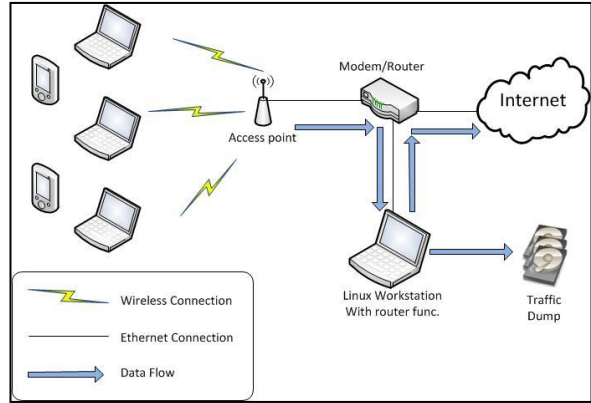 Modem/Router
Internet
Access point
Linux Workstation
With router func.
Traffic
Dump
Wireless Connection
Ethernet Connection
Data Flow